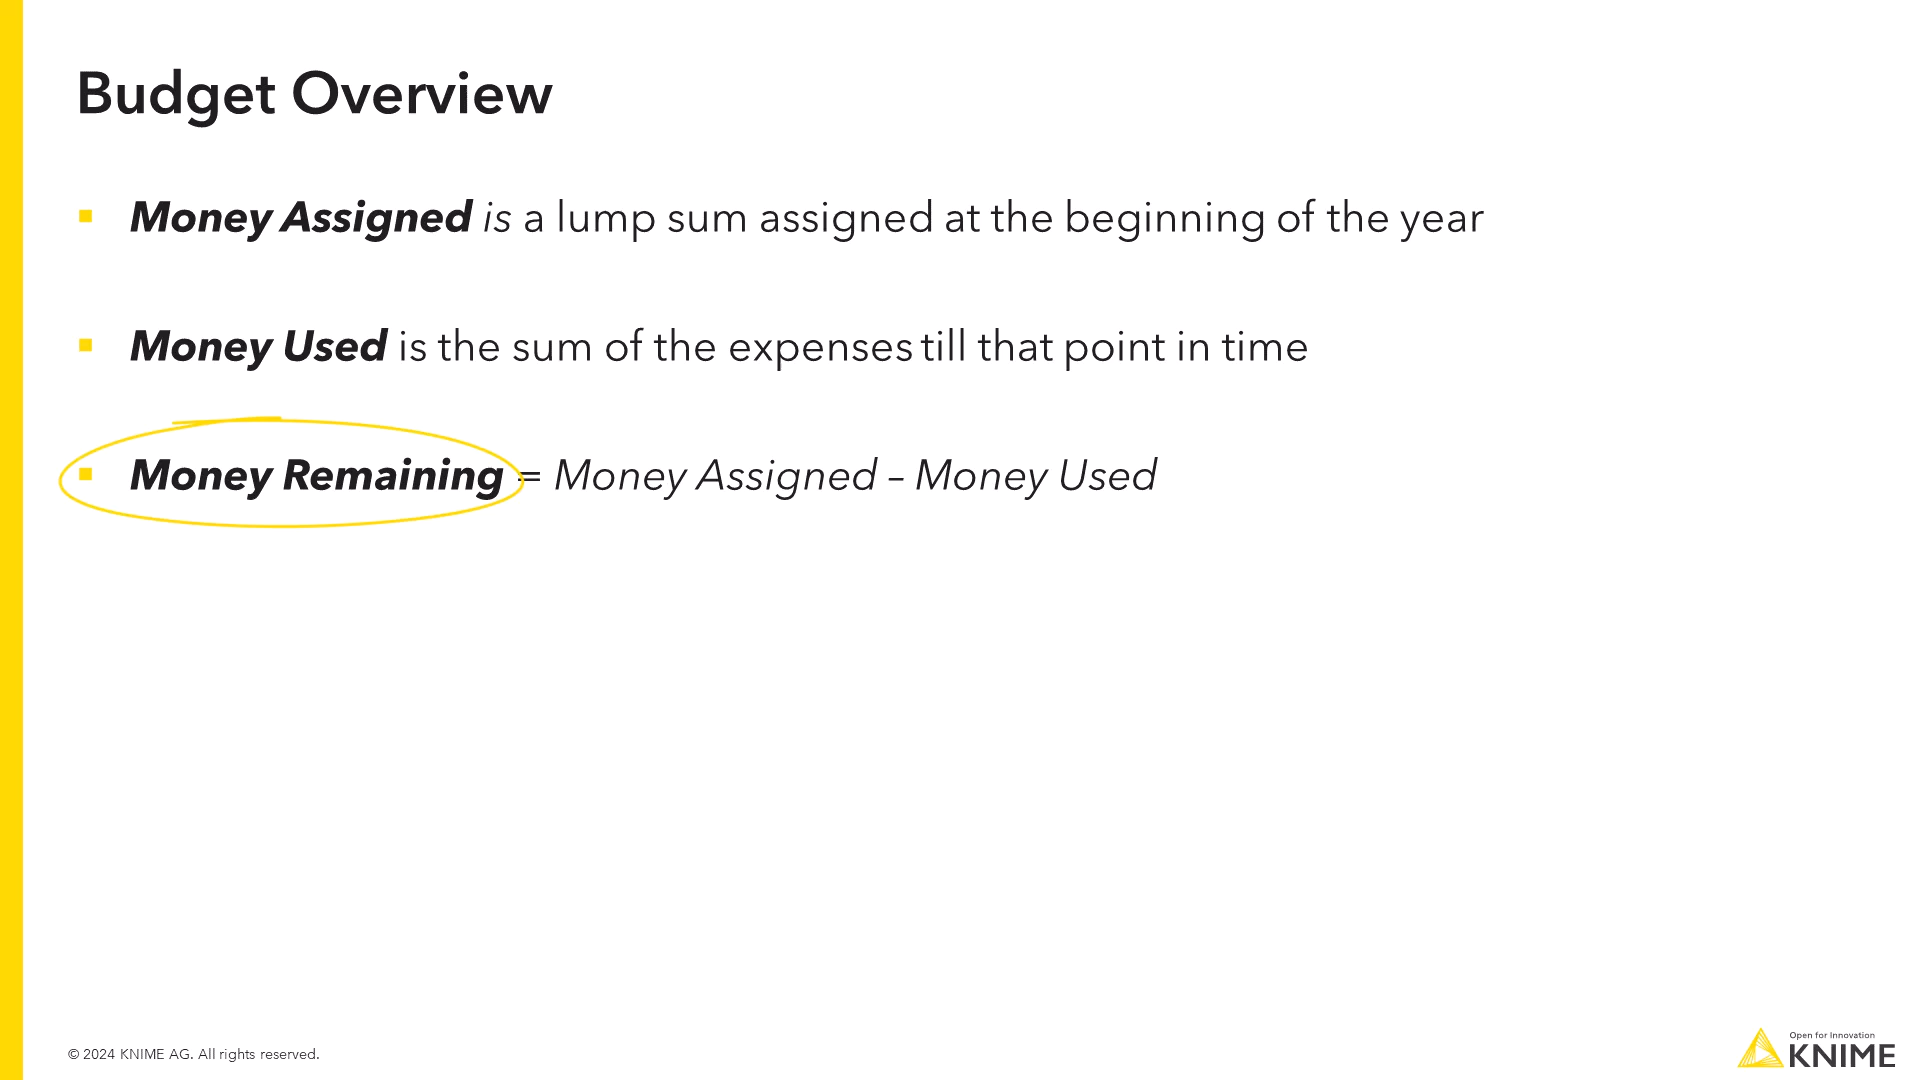 Budget Overview
▪ Money Assigned is a lump sum assigned at the beginning of the year
▪ Money Used is the sum of the expenses till that point in time
▪ Money Remaining = Money Assigned – Money Used
© 2024 KNIME AG. All rights reserved.
Open for Innovation
KNIME